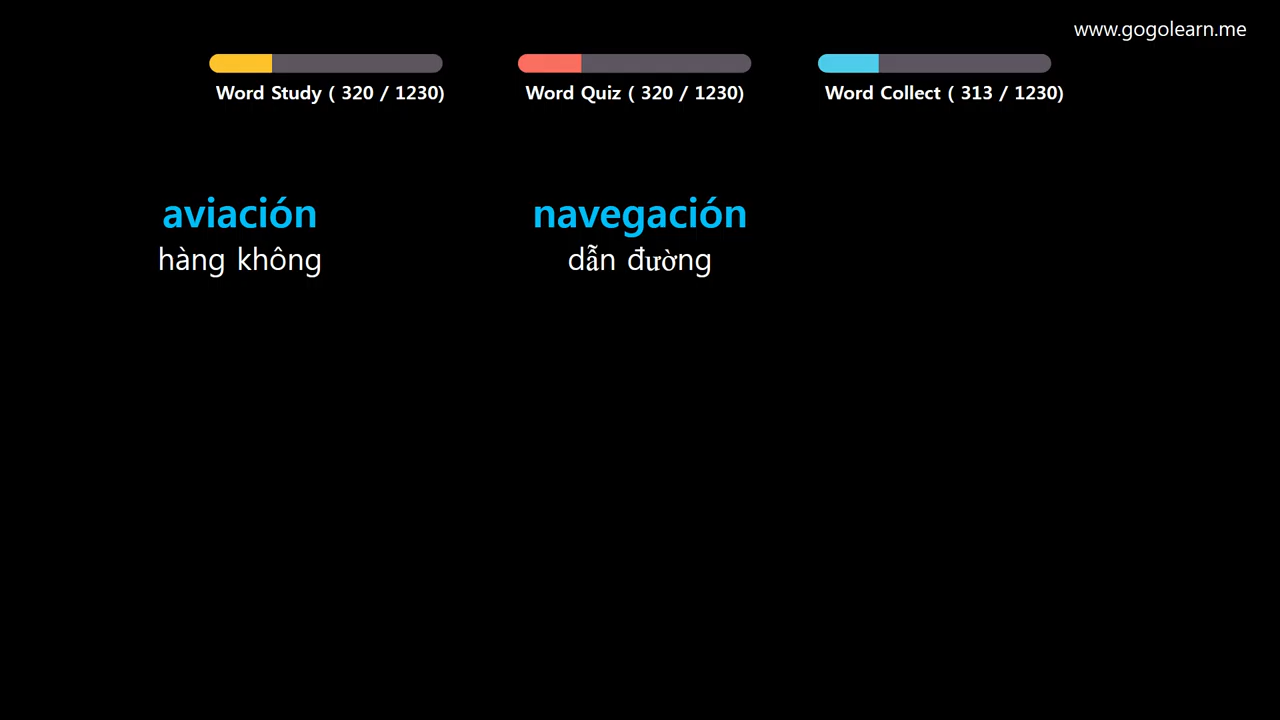 www.gogolearn.me
Word Study ( 320 / 1230)
Word Quiz ( 320 / 1230)
Word Collect ( 313 / 1230)
aviación
hàng không
navegación
dẫn đường